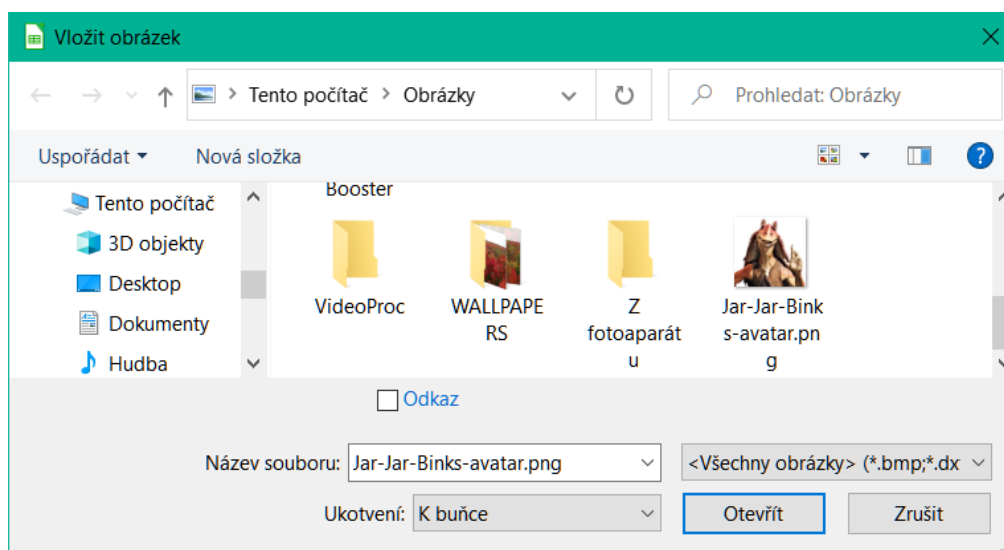 Vložit obrázek
Tento počítač > Obrázky
Prohledat: Obrázky
Uspořádat
Nová složka
Tento počítač
3D objekty
Desktop
Dokumenty
Hudba
Booster
VideoProc
WALLPAPE
RS
Z
fotoaparát
u
Jar-Jar-Bink
s-avatar.pn
g
Odkaz
Název souboru: Jar-Jar-Binks-avatar.png
<Všechny obrázky> (*.bmp;*.dx
Ukotvení: K buňce
Otevřít
Zrušit